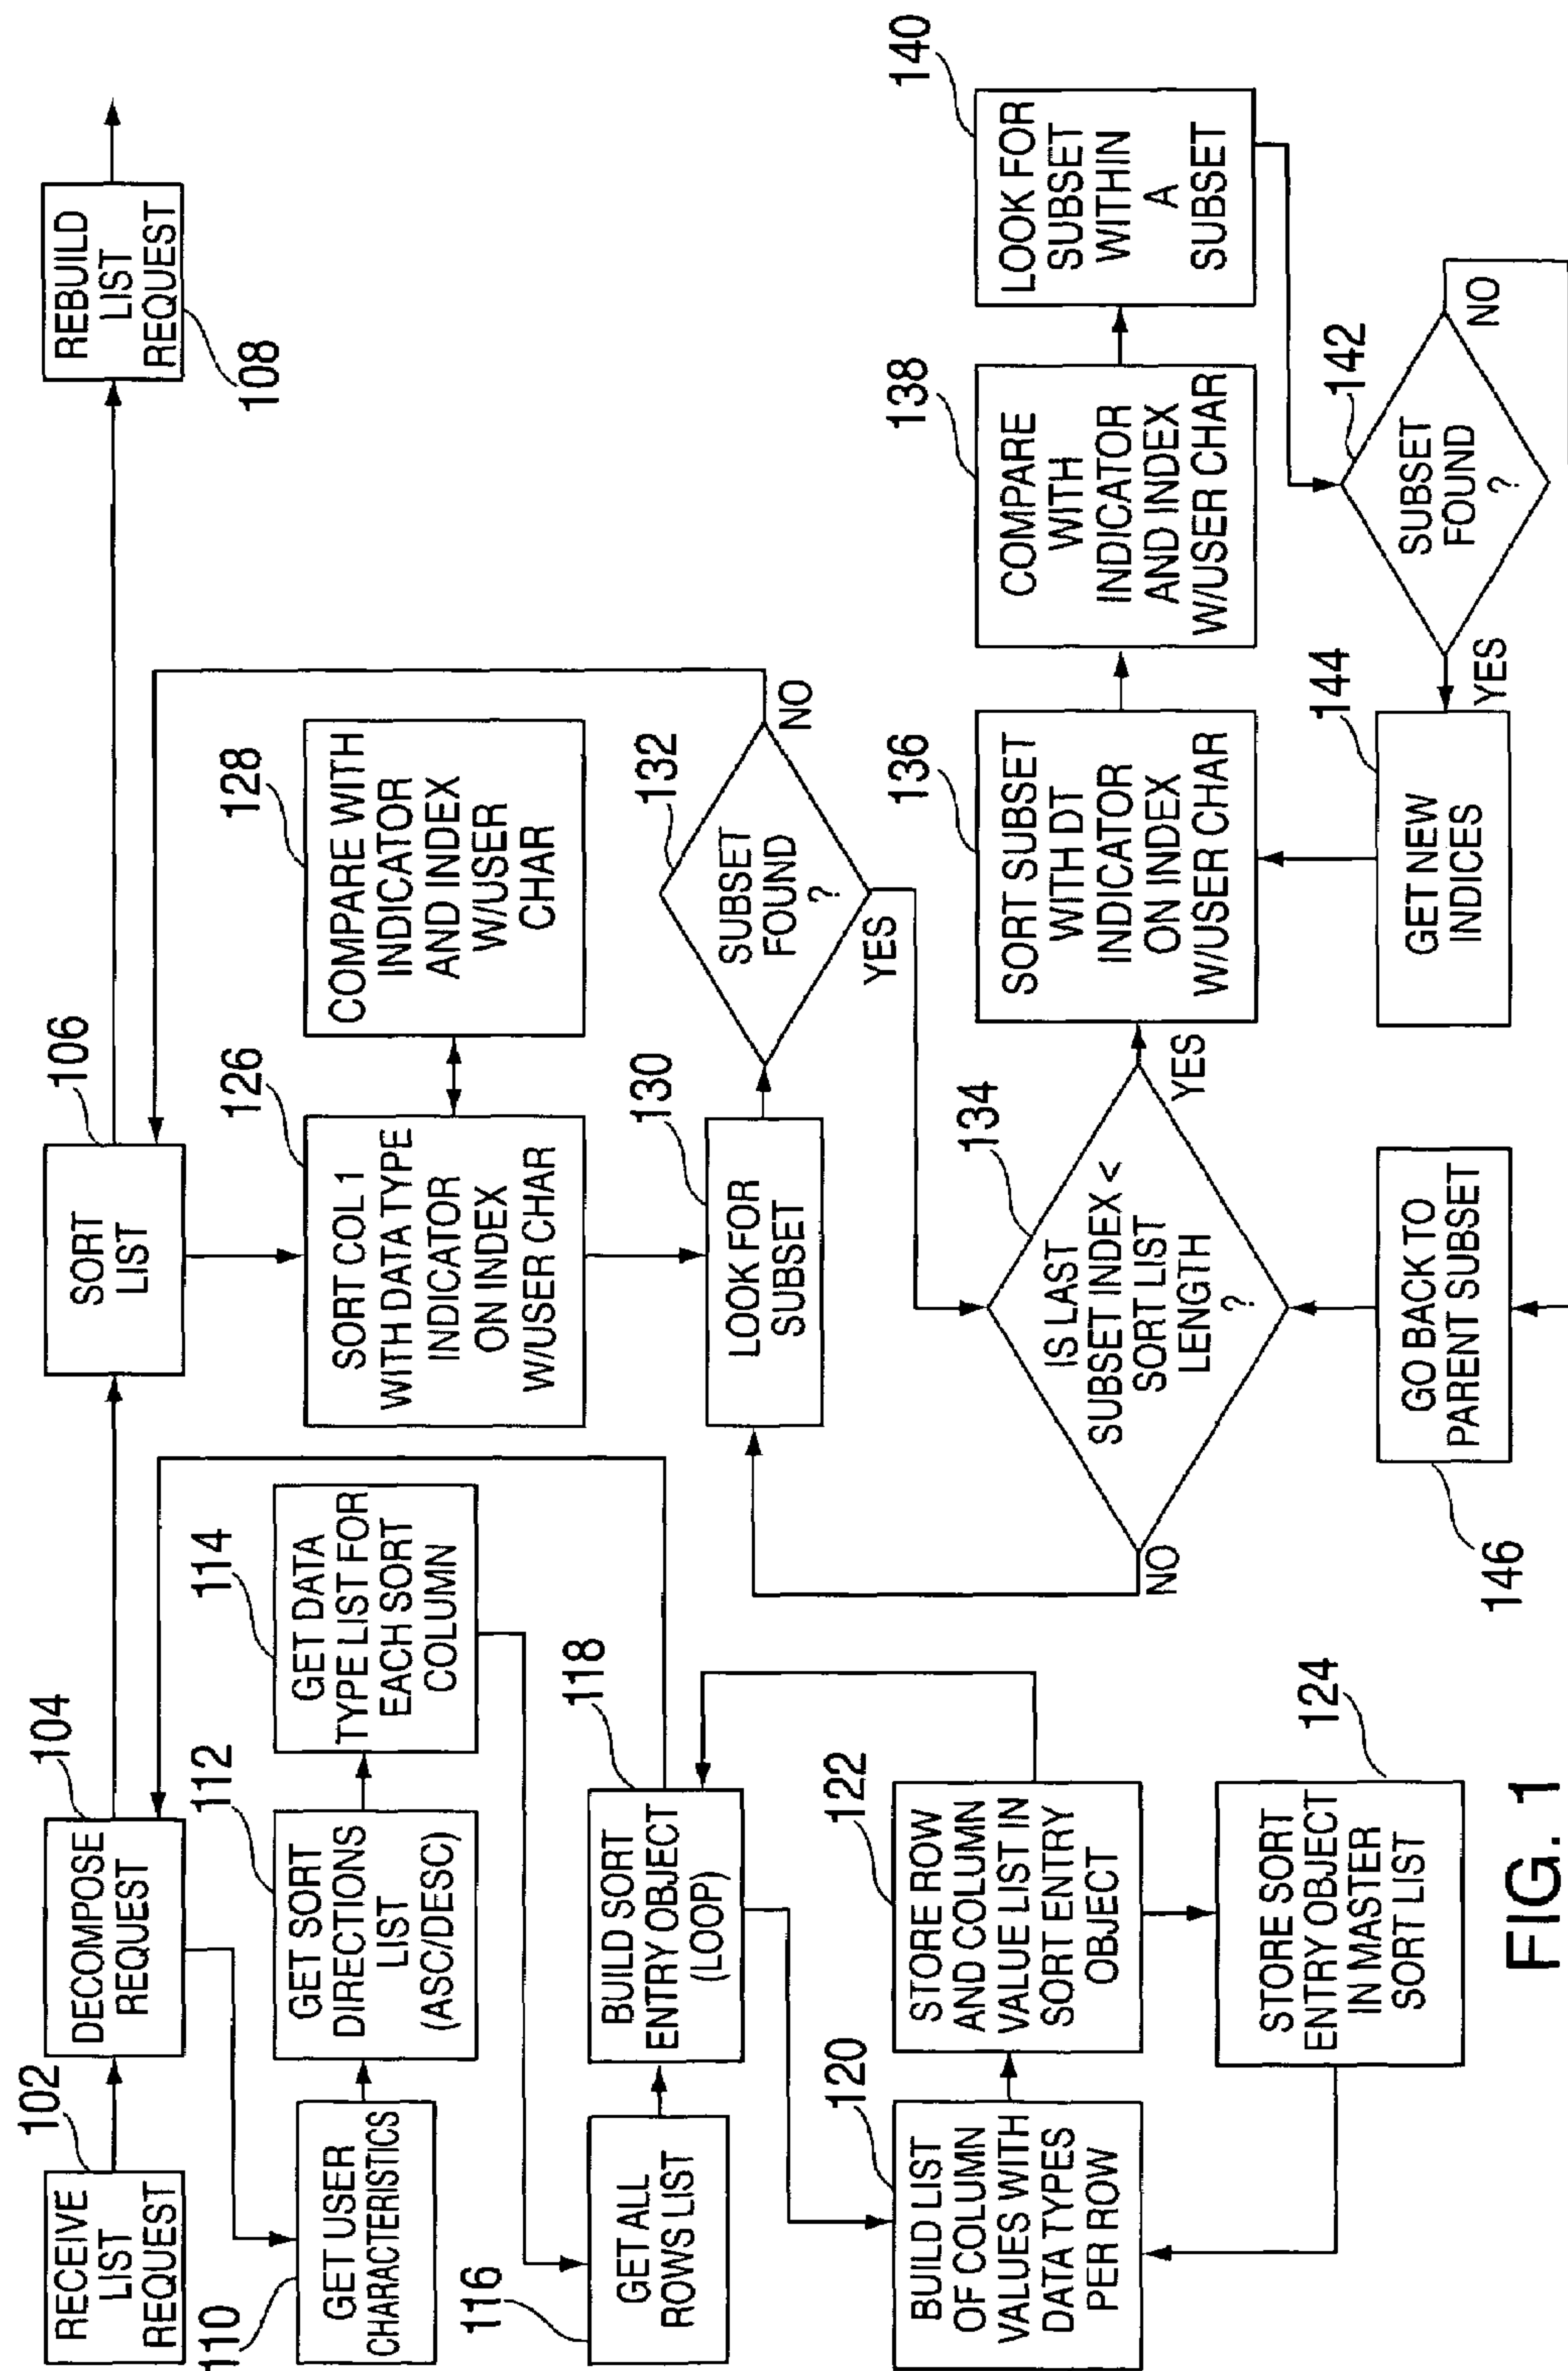 102
RECEIVE
LIST
REQUEST
104
DECOMPOSE
REQUEST
106
SORT
LIST
REBUILD
LIST
REQUEST
108
110
GET USER
CHARACTERISTICS
112
GET SORT
DIRECTIONS
LIST
(ASC/DESC)
114
GET DATA
TYPE LIST FOR
EACH SORT
COLUMN
116
GET ALL
ROWS LIST
118
BUILD SORT
ENTRY OBJECT
(LOOP)
120
BUILD LIST
OF COLUMN
VALUES WITH
DATA TYPES
PER ROW
122
STORE ROW
AND COLUMN
VALUE LIST IN
SORT ENTRY
OBJECT
124
STORE SORT
ENTRY OBJECT
IN MASTER
SORT LIST
126
SORT COL 1
WITH DATA TYPE
INDICATOR
ON INDEX
W/USER CHAR
128
COMPARE WITH
INDICATOR
AND INDEX
W/USER
CHAR
130
LOOK FOR
SUBSET
132
SUBSET
FOUND
?
NO
YES
134
IS LAST
SUBSET INDEX <
SORT LIST
LENGTH
?
NO
YES
136
SORT SUBSET
WITH DT
INDICATOR
ON INDEX
W/USER CHAR
138
COMPARE
WITH
INDICATOR
AND INDEX
W/USER CHAR
140
LOOK FOR
SUBSET
WITHIN
A
SUBSET
142
SUBSET
FOUND
?
NO
YES
144
GET NEW
INDICES
GO BACK TO
PARENT SUBSET
146
FIG. 1